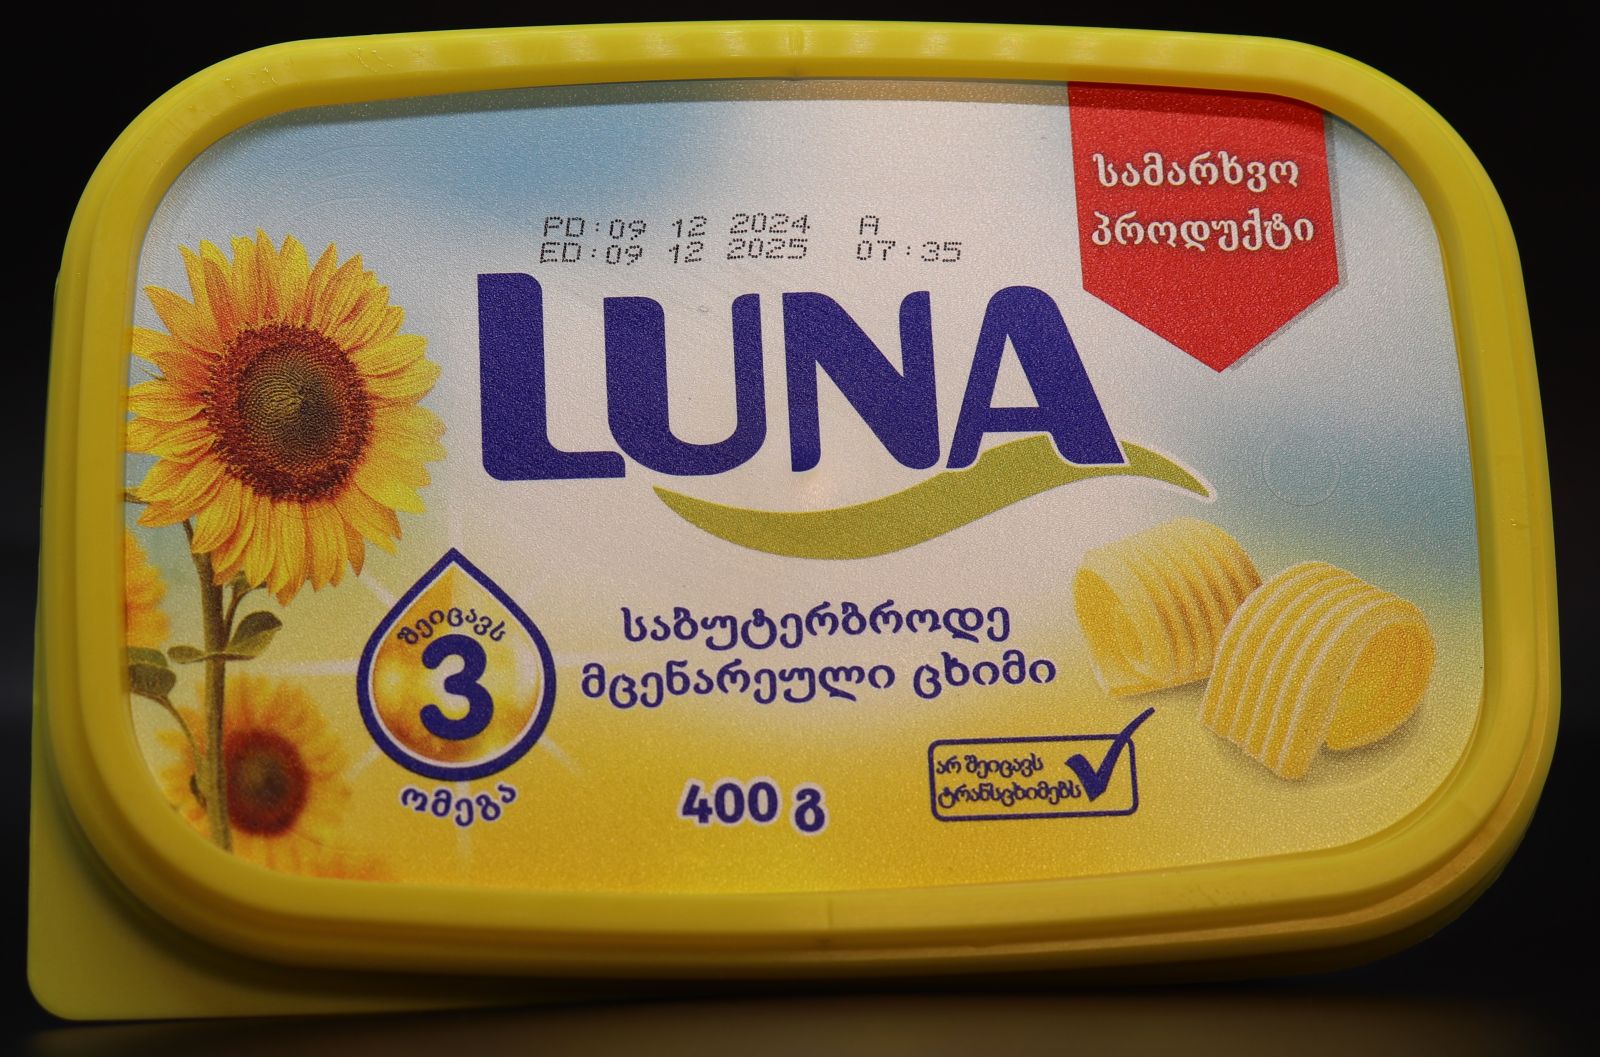 სამარხვო
პროდუქტი
PD:09 12 2024 A
ED:09 12 2025 07:35
LUNA
შეიცავს
3
ომეგა
საბუტერბროდე
მცენარეული ცხიმი
400 გ
არ შეიცავს
ტრანსცხიმებს